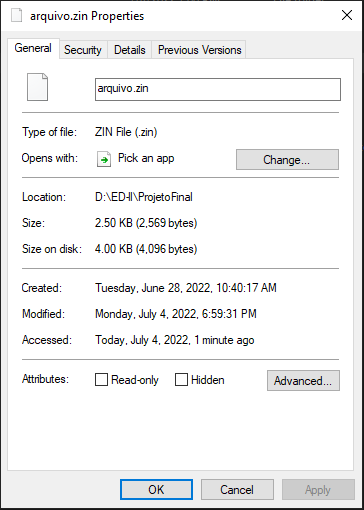 arquivo.zin Properties
General Security Details Previous Versions
arquivo.zin
Type of file: ZIN File (.zin)
Opens with: Pick an app Change...
Location: D:\ED-II\ProjetoFinal
Size: 2.50 KB (2,569 bytes)
Size on disk: 4.00 KB (4,096 bytes)
Created: Tuesday, June 28, 2022, 10:40:17 AM
Modified: Monday, July 4, 2022, 6:59:31 PM
Accessed: Today, July 4, 2022, 1 minute ago
Attributes: Read-only Hidden Advanced...
OK Cancel Apply